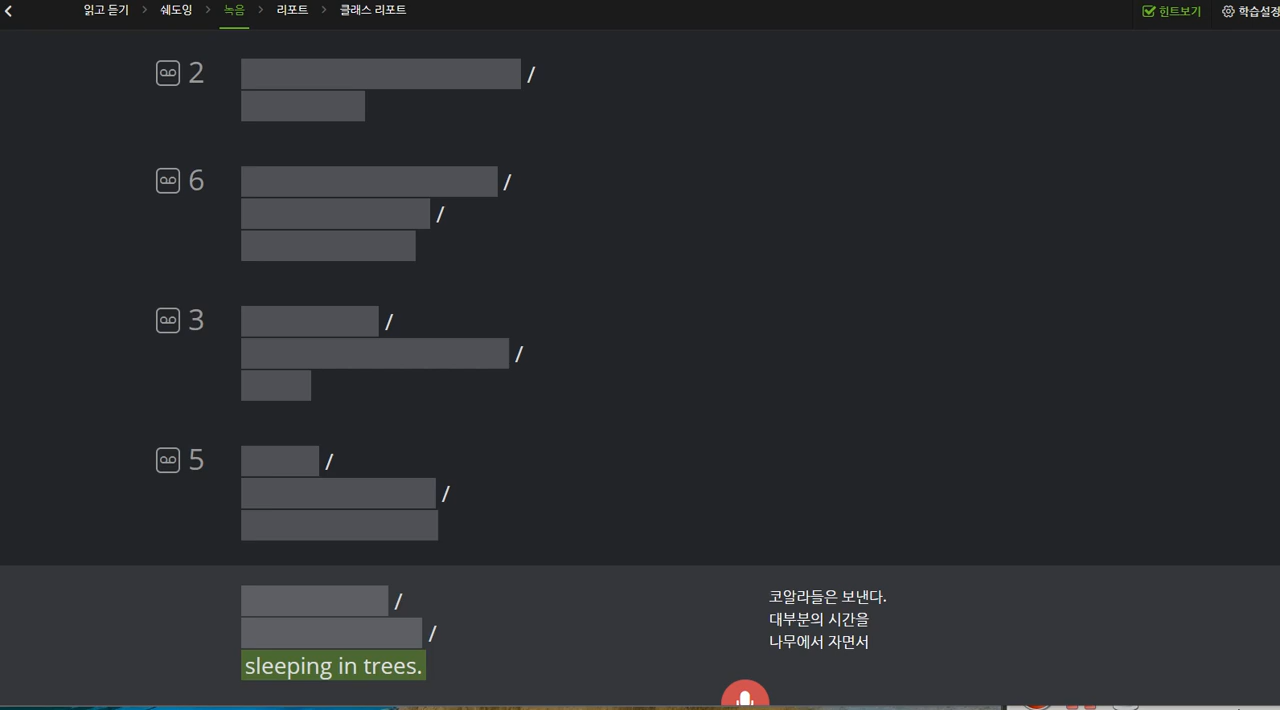 읽고 듣기 > 쉐도잉 > 녹음 > 리포트 > 클래스 리포트
힌트보기 학습설정
2 /
6 /
/
3 /
/
5 /
/
/
/
sleeping in trees.
코알라들은 보낸다.
대부분의 시간을
나무에서 자면서